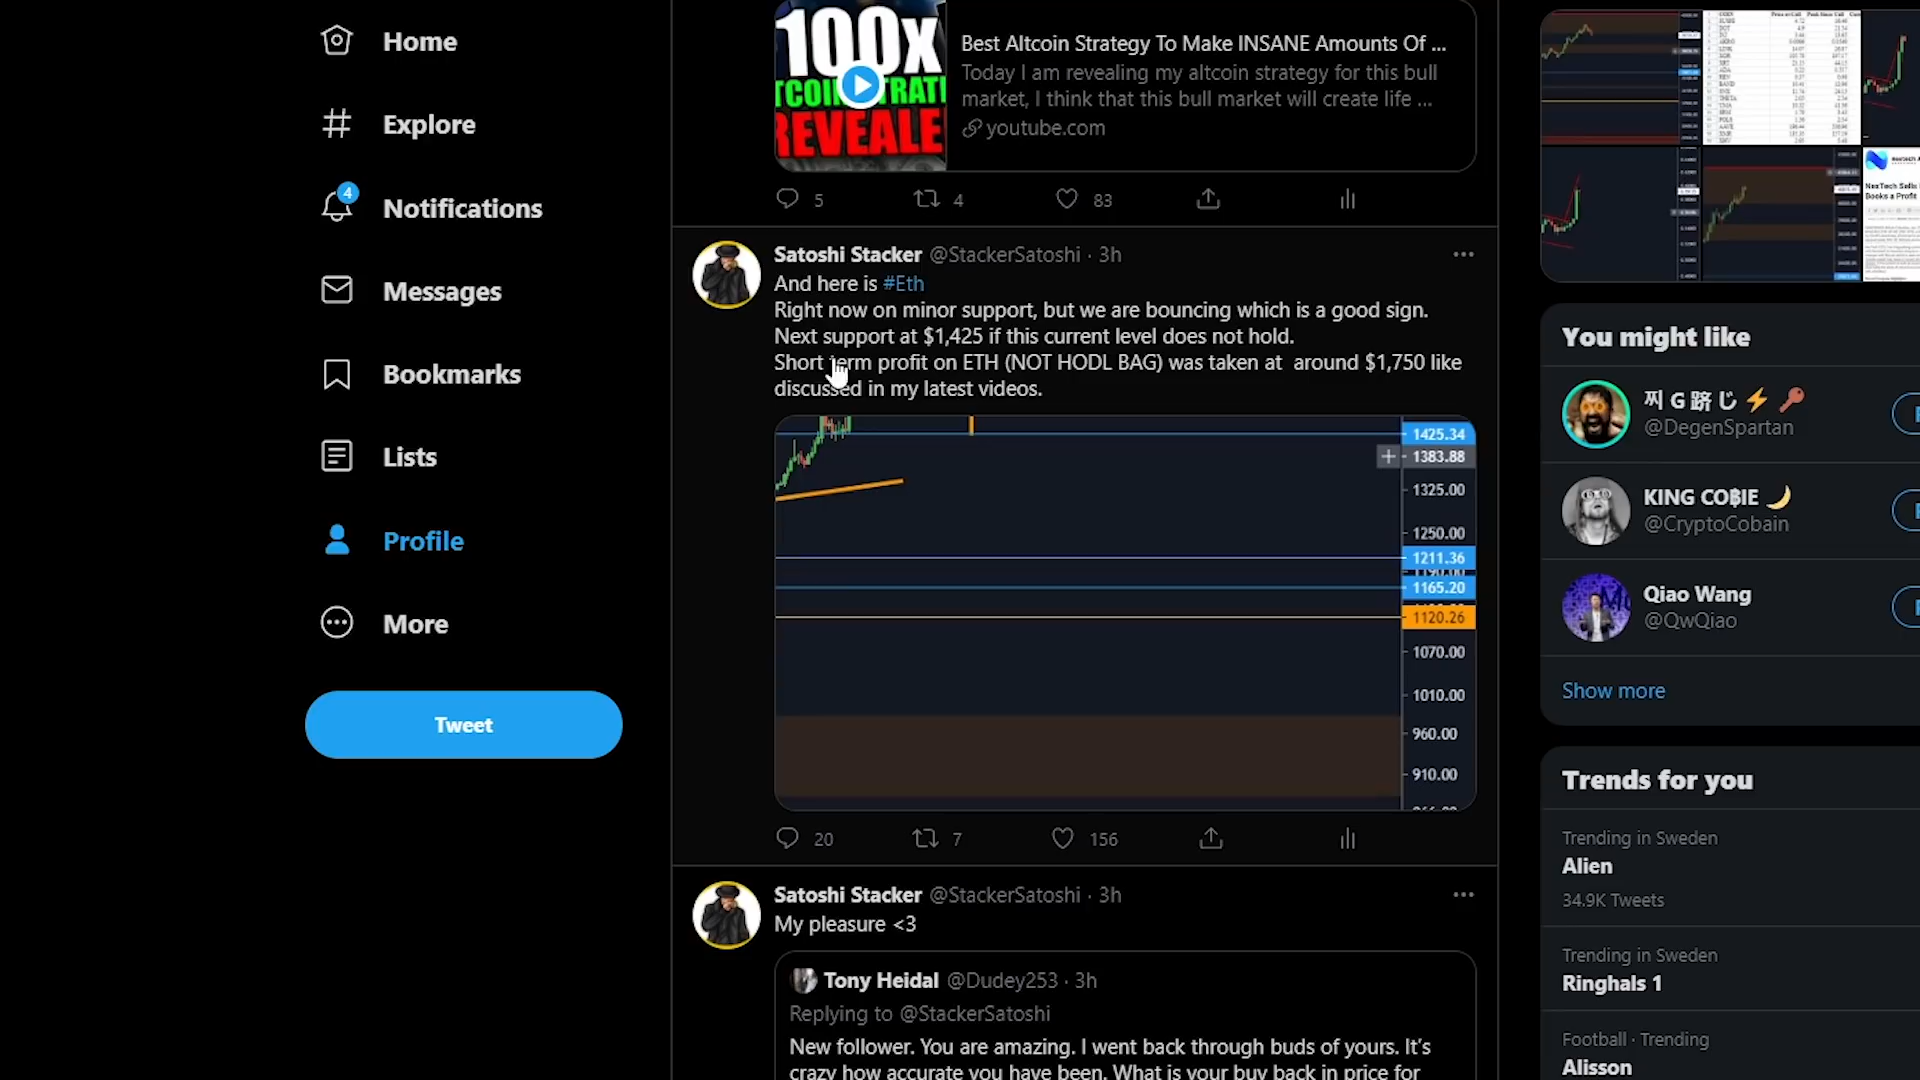 Home
Explore
4
Notifications
Messages
Bookmarks
Lists
Profile
More
Tweet
100x
REVEALE
Best Altcoin Strategy To Make INSANE Amounts Of ...
Today I am revealing my altcoin strategy for this bull
market, I think that this bull market will create life ...
youtube.com
5
4
83
Satoshi Stacker @StackerSatoshi · 3h
And here is #Eth
Right now on minor support, but we are bouncing which is a good sign.
Next support at $1,425 if this current level does not hold.
Short term profit on ETH (NOT HODL BAG) was taken at around $1,750 like
discussed in my latest videos.
1425.34
1383.88
1325.00
1250.00
1211.36
1165.20
1120.26
1070.00
1010.00
960.00
910.00
20
7
156
Satoshi Stacker @StackerSatoshi · 3h
My pleasure <3
Tony Heidal @Dudey253 · 3h
Replying to @StackerSatoshi
New follower. You are amazing. I went back through buds of yours. It's
crazy how accurate you have been. What is your buy back in price for
NexTech Sells
Books a Profit
You might like
@DegenSpartan
KING CO฿IE
@CryptoCobain
Qiao Wang
@QwQiao
Show more
Trends for you
Trending in Sweden
Alien
34.9K Tweets
Trending in Sweden
Ringhals 1
Football · Trending
Alisson